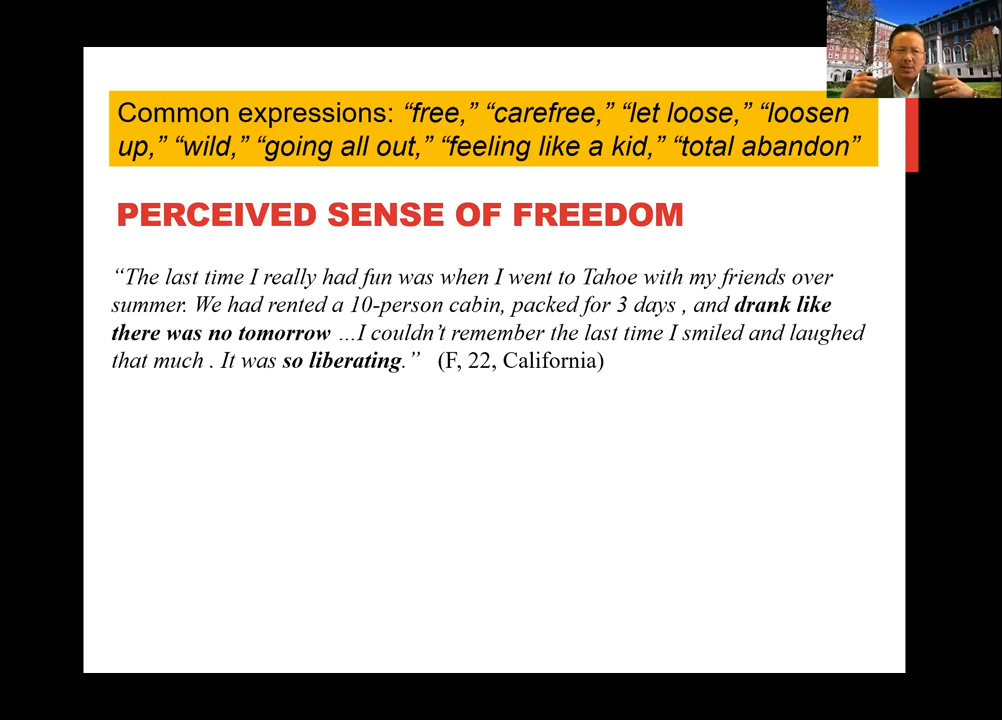 Common expressions: “free,” “carefree,” “let loose,” “loosen
up,” “wild,” “going all out,” “feeling like a kid,” “total abandon”
PERCEIVED SENSE OF FREEDOM
“The last time I really had fun was when I went to Tahoe with my friends over
summer. We had rented a 10-person cabin, packed for 3 days , and drank like
there was no tomorrow …I couldn’t remember the last time I smiled and laughed
that much . It was so liberating.” (F, 22, California)